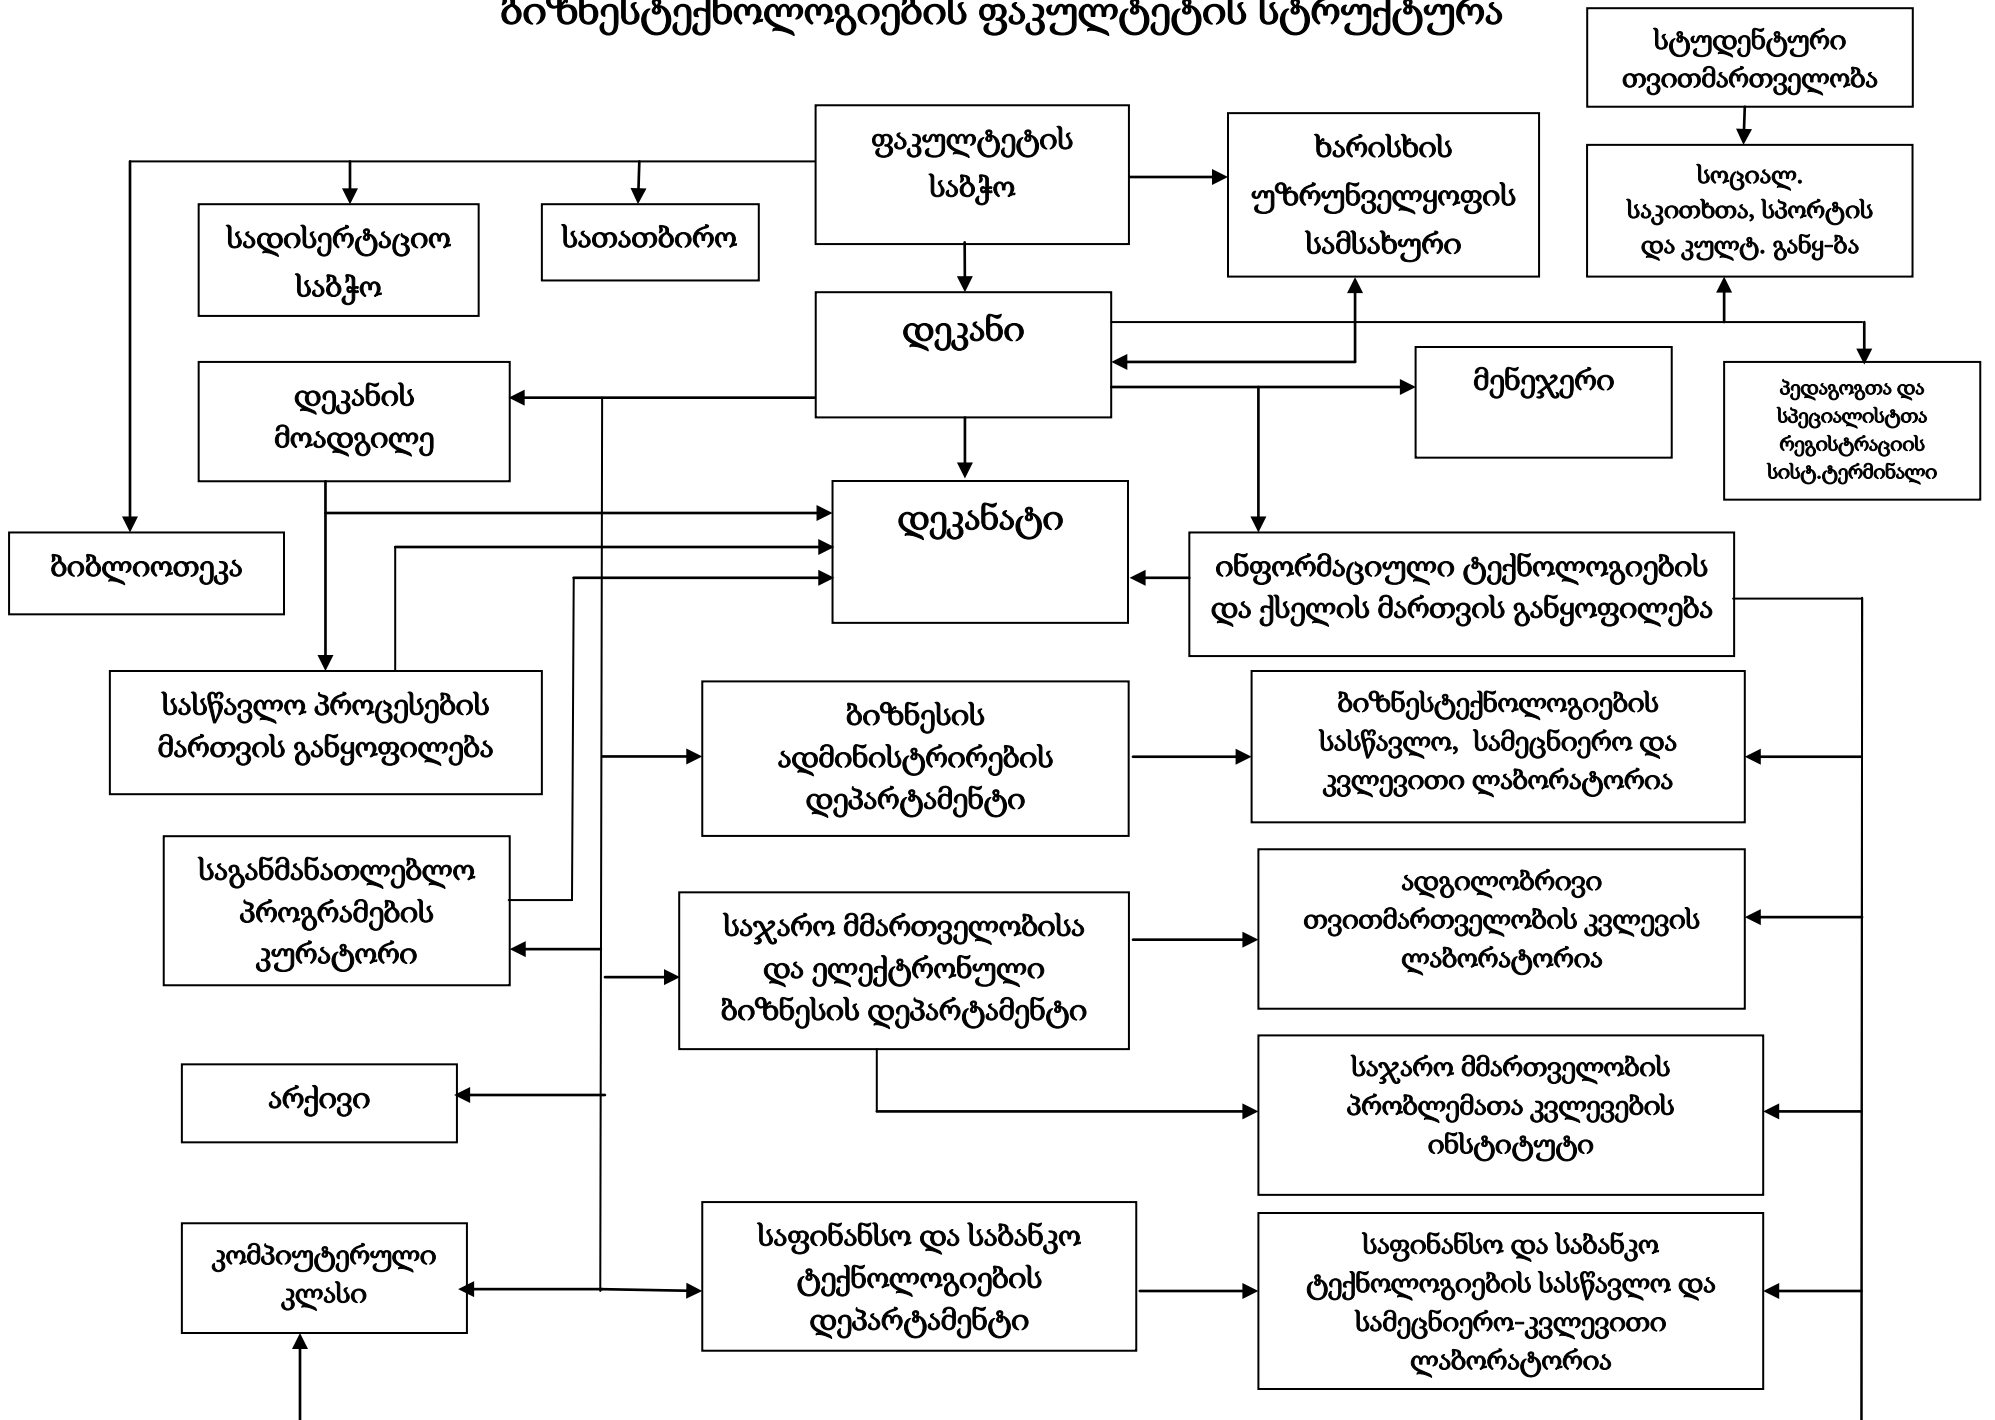 ბიზნესტექნოლოგიების ფაკულტეტის სტრუქტურა
სტუდენტური
თვითმართველობა
ფაკულტეტის
საბჭო
ხარისხის
უზრუნველყოფის
სამსახური
სოციალ.
საკითხთა, სპორტის
და კულტ. განყ-ბა
სადისერტაციო
საბჭო
სათათბირო
დეკანი
დეკანის
მოადგილე
მენეჯერი
პედაგოგთა და
სპეციალისტთა
რეგისტრაციის
სისტ.ტერმინალი
დეკანატი
ბიბლიოთეკა
ინფორმაციული ტექნოლოგიების
და ქსელის მართვის განყოფილება
სასწავლო პროცესების
მართვის განყოფილება
ბიზნესის
ადმინისტრირების
დეპარტამენტი
ბიზნესტექნოლოგიების
სასწავლო, სამეცნიერო და
კვლევითი ლაბორატორია
საგანმანათლებლო
პროგრამების
კურატორი
საჯარო მმართველობისა
და ელექტრონული
ბიზნესის დეპარტამენტი
ადგილობრივი
თვითმართველობის კვლევის
ლაბორატორია
არქივი
საჯარო მმართველობის
პრობლემათა კვლევების
ინსტიტუტი
კომპიუტერული
კლასი
საფინანსო და საბანკო
ტექნოლოგიების
დეპარტამენტი
საფინანსო და საბანკო
ტექნოლოგიების სასწავლო და
სამეცნიერო-კვლევითი
ლაბორატორია